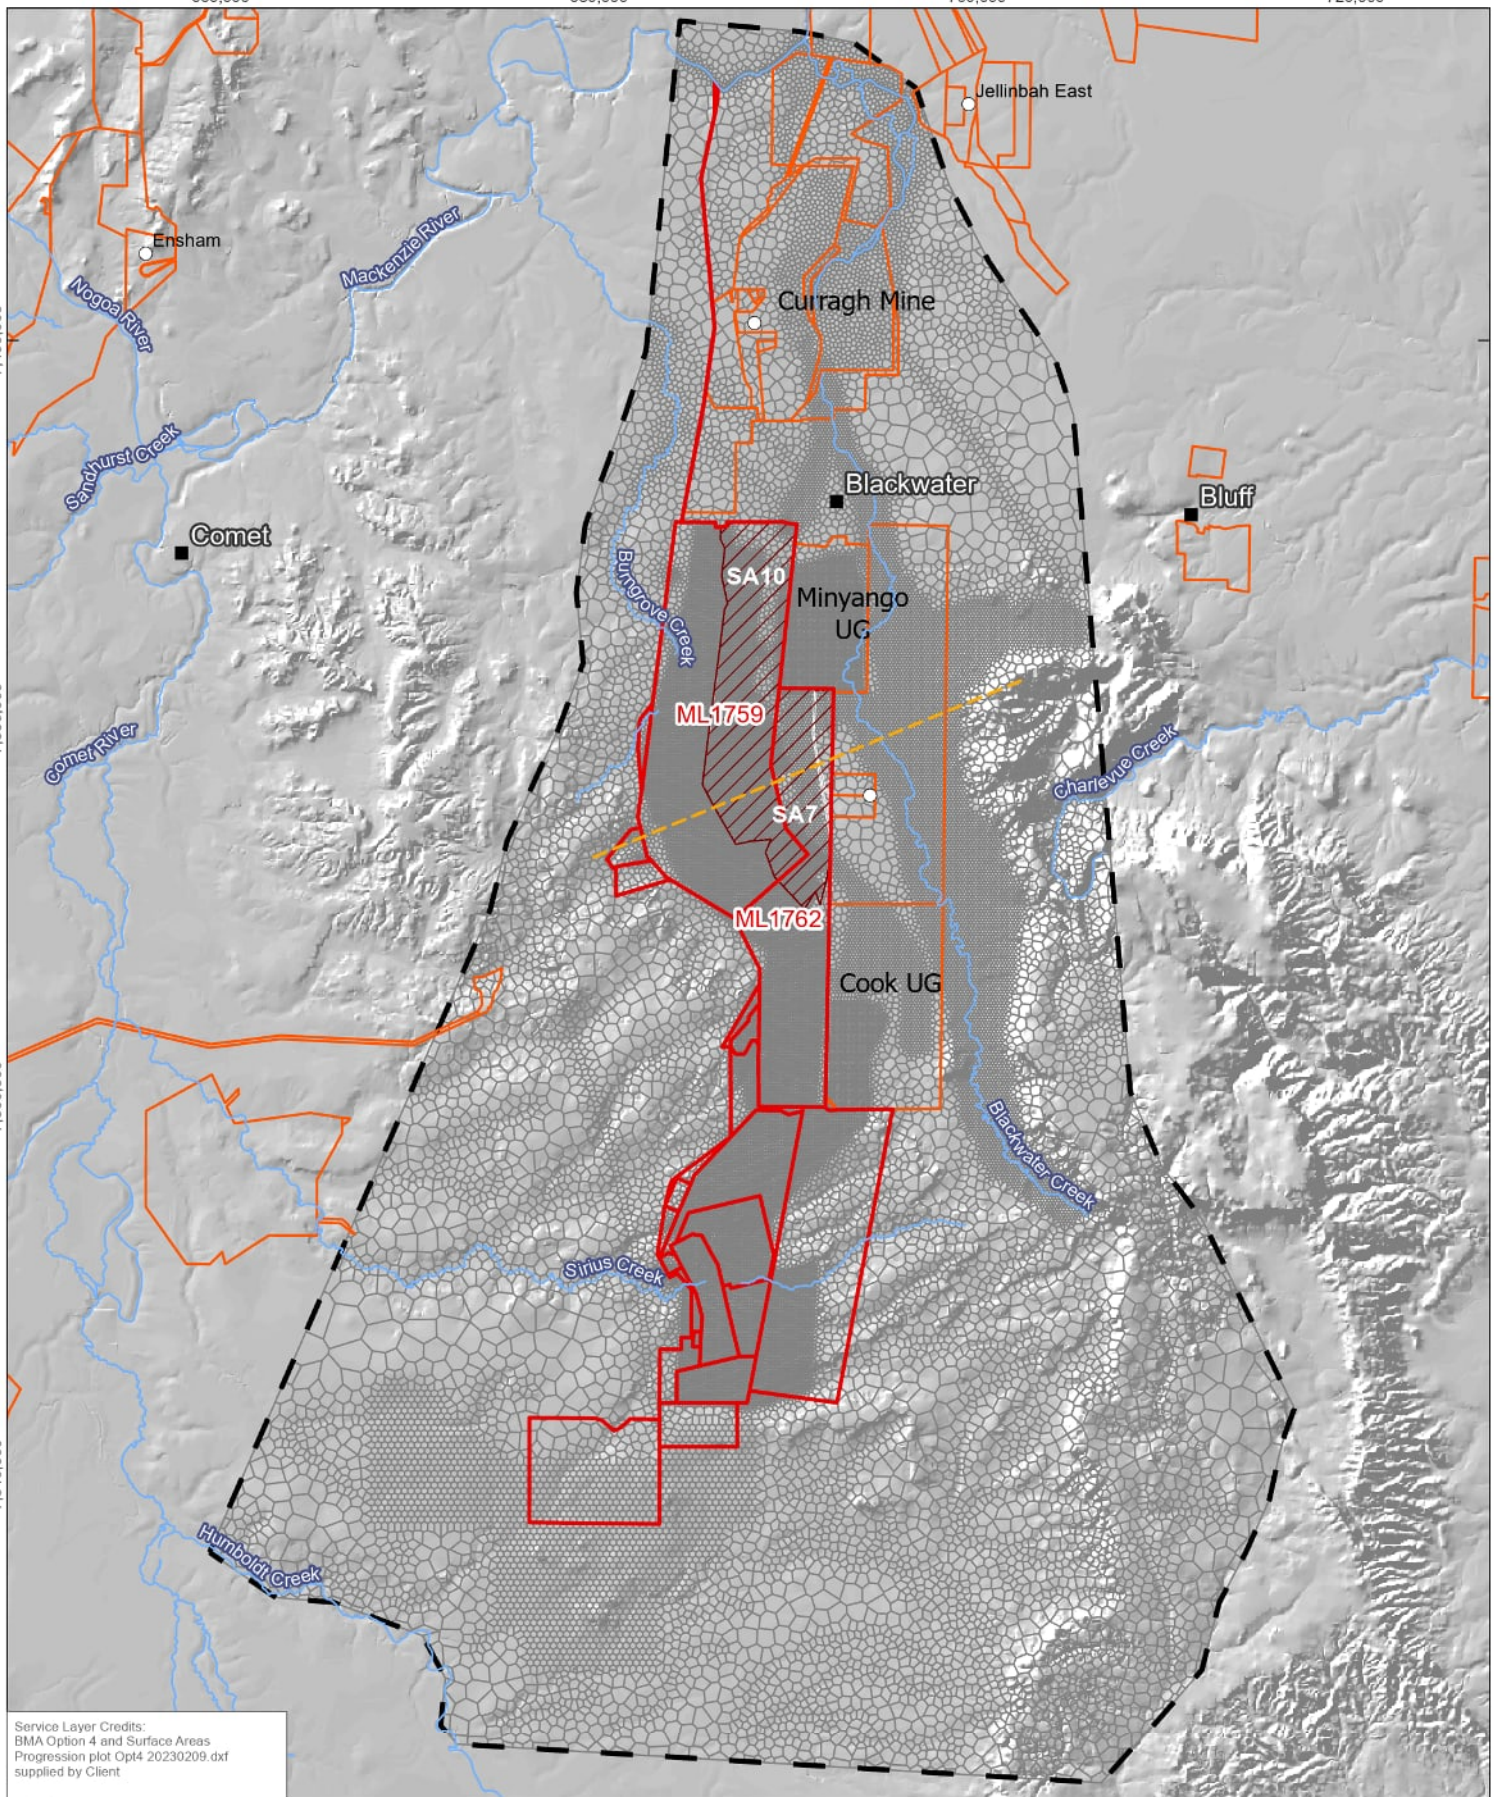 Jellinbah East
Ensham
Mackenzie River
Nogoa River
Curragh Mine
Sandhurst Creek
Blackwater
Bluff
Comet
Burngrove Creek
SA10
Minyango
UG
ML1759
Comet River
Charlevue Creek
SA7
ML1762
Cook UG
Blackwater Creek
Sirius Creek
Humboldt Creek
Service Layer Credits:
BMA Option 4 and Surface Areas
Progression plot Opt4 20230209.dxf
supplied by Client